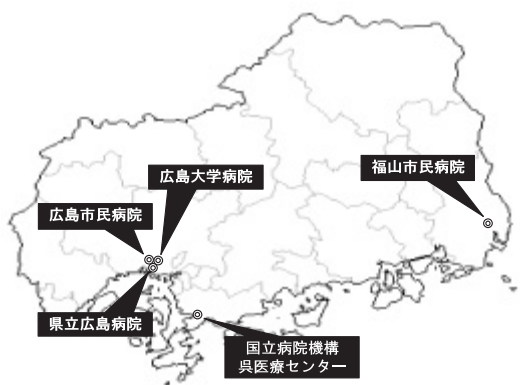 広島大学病院
福山市民病院
広島市民病院
県立広島病院
国立病院機構
呉医療センター